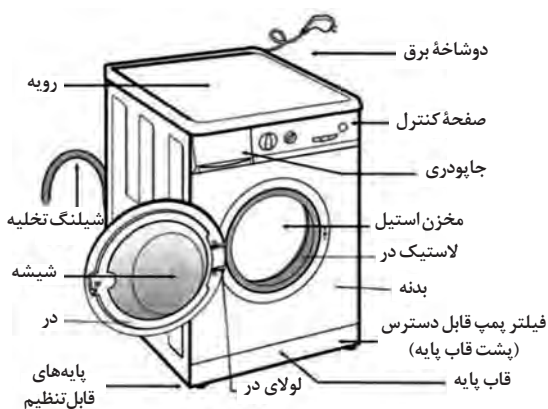 دوشاخهٔ برق
رویه
صفحهٔ کنترل
جاپودری
شیلنگ تخلیه
مخزن استیل
لاستیک در
شیشه
بدنه
در
فیلتر پمپ قابل دسترس
(پشت قاب پایه)
پایه‌های
قابل‌تنظیم
لولای در
قاب پایه